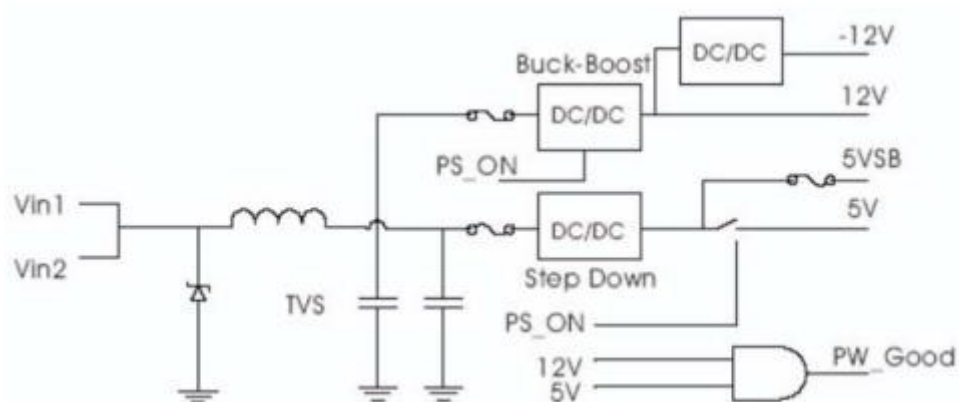 -12V
DC/DC
Buck-Boost
12V
DC/DC
PS_ON
5VSB
Vin1
5V
DC/DC
Vin2
Step Down
TVS
PS_ON
PW_Good
12V
5V